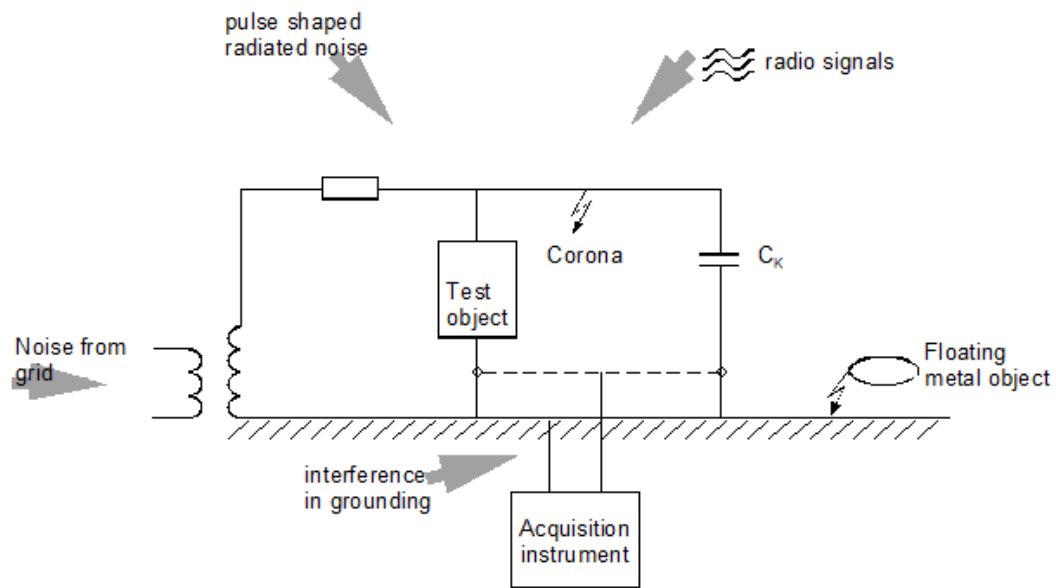 pulse shaped
radiated noise
radio signals
Corona
C_K
Test
object
Noise from
grid
Floating
metal object
interference
in grounding
Acquisition
instrument